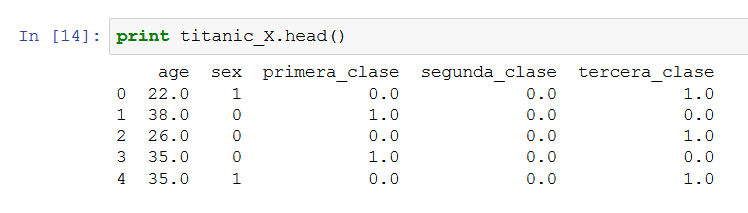 In [14]: print titanic_X.head()
age sex primera_clase segunda_clase tercera_clase
0 22.0 1 0.0 0.0 1.0
1 38.0 0 1.0 0.0 0.0
2 26.0 0 0.0 0.0 1.0
3 35.0 0 1.0 0.0 0.0
4 35.0 1 0.0 0.0 1.0